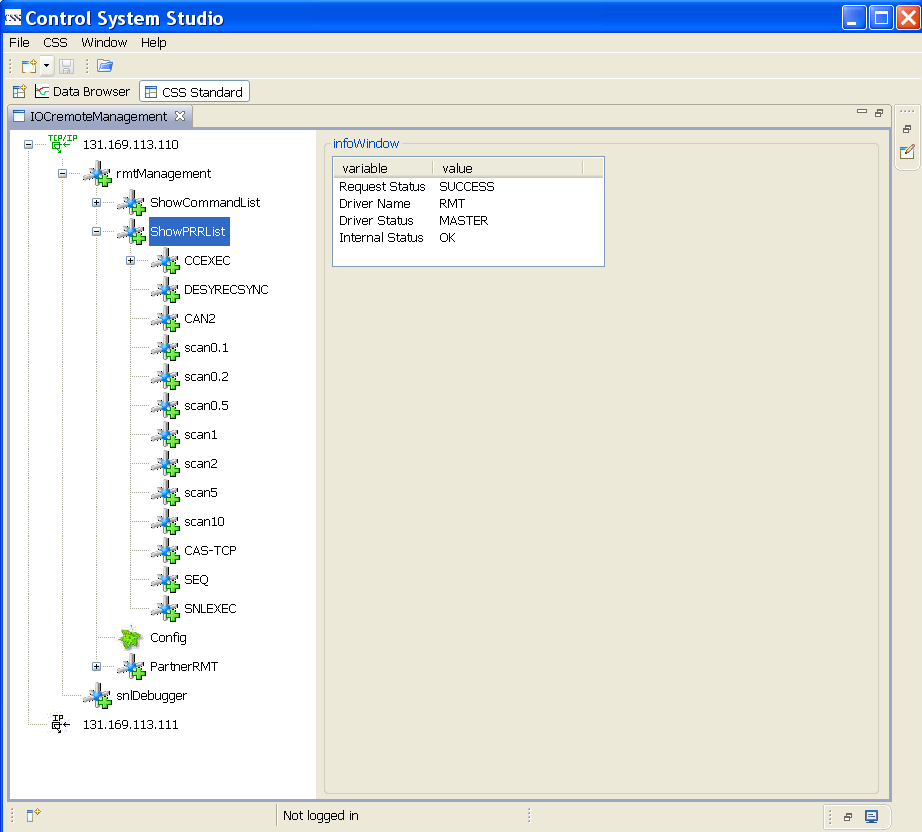 CSS Control System Studio
File CSS Window Help
Data Browser CSS Standard
IOCremoteManagement
TCP/IP 131.169.113.110
rmtManagement
ShowCommandList
ShowPRRList
CCEXEC
DESYRECSYNC
CAN2
scan0.1
scan0.2
scan0.5
scan1
scan2
scan5
scan10
CAS-TCP
SEQ
SNLEXEC
Config
PartnerRMT
snlDebugger
IP 131.169.113.111
infoWindow
variable value
Request Status SUCCESS
Driver Name RMT
Driver Status MASTER
Internal Status OK
Not logged in